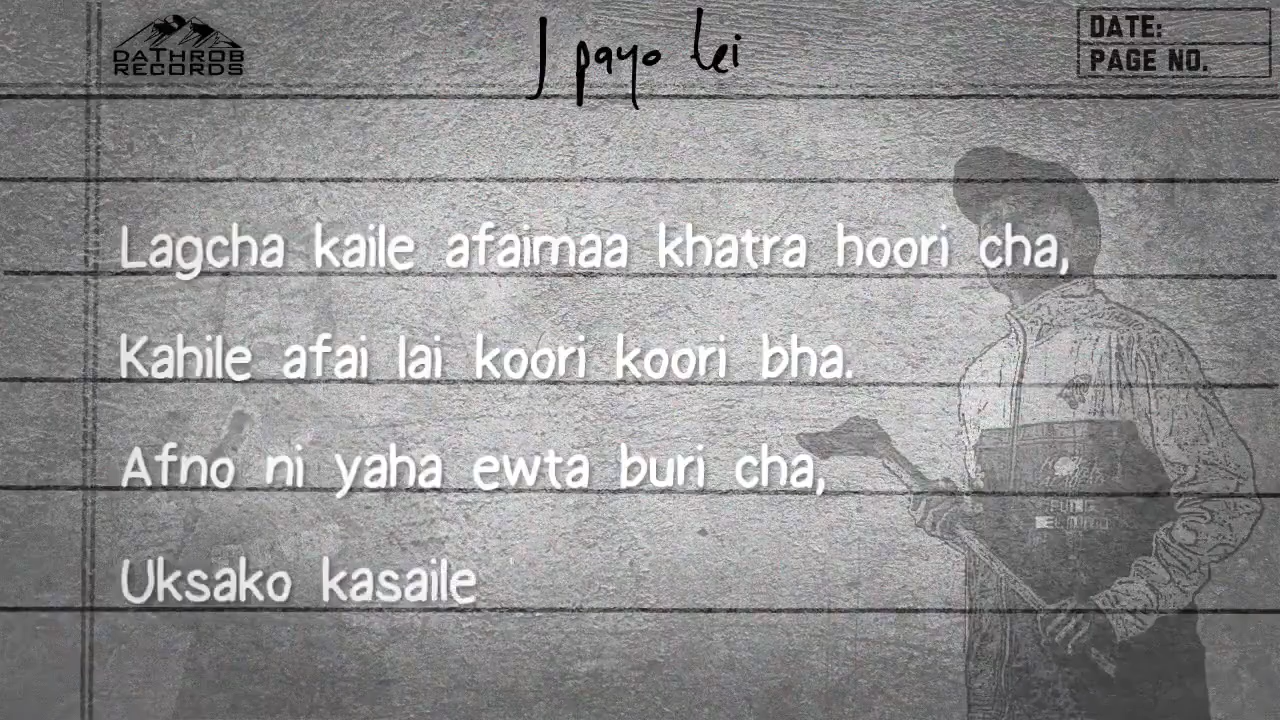 DATHROB
RECORDS
J payo lei
DATE:
PAGE NO.
Lagcha kaile afaimaa khatra hoori cha,
Kahile afai lai koori koori bha.
Afno ni yaha ewta buri cha,
Uksako kasaile